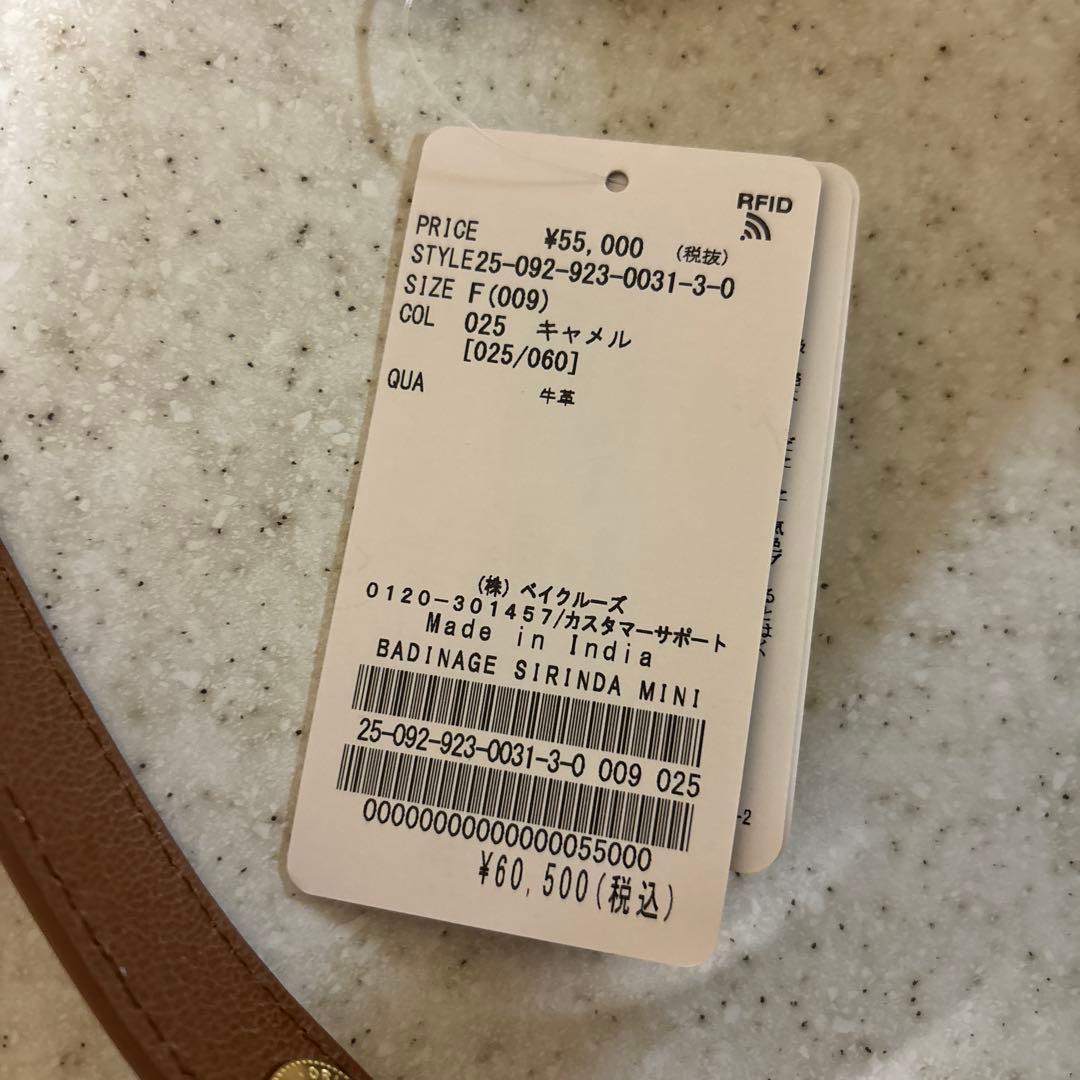 RFID
PRICE ¥55,000 (税抜)
STYLE25-092-923-0031-3-0
SIZE F(009)
COL 025 キャメル
[025/060]
QUA 牛革
(株) ベイクルーズ
0120-301457/カスタマーサポート
Made in India
BADINAGE SIRINDA MINI
25-092-923-0031-3-0 009 025
0000000000000055000
¥60,500(税込)
-2